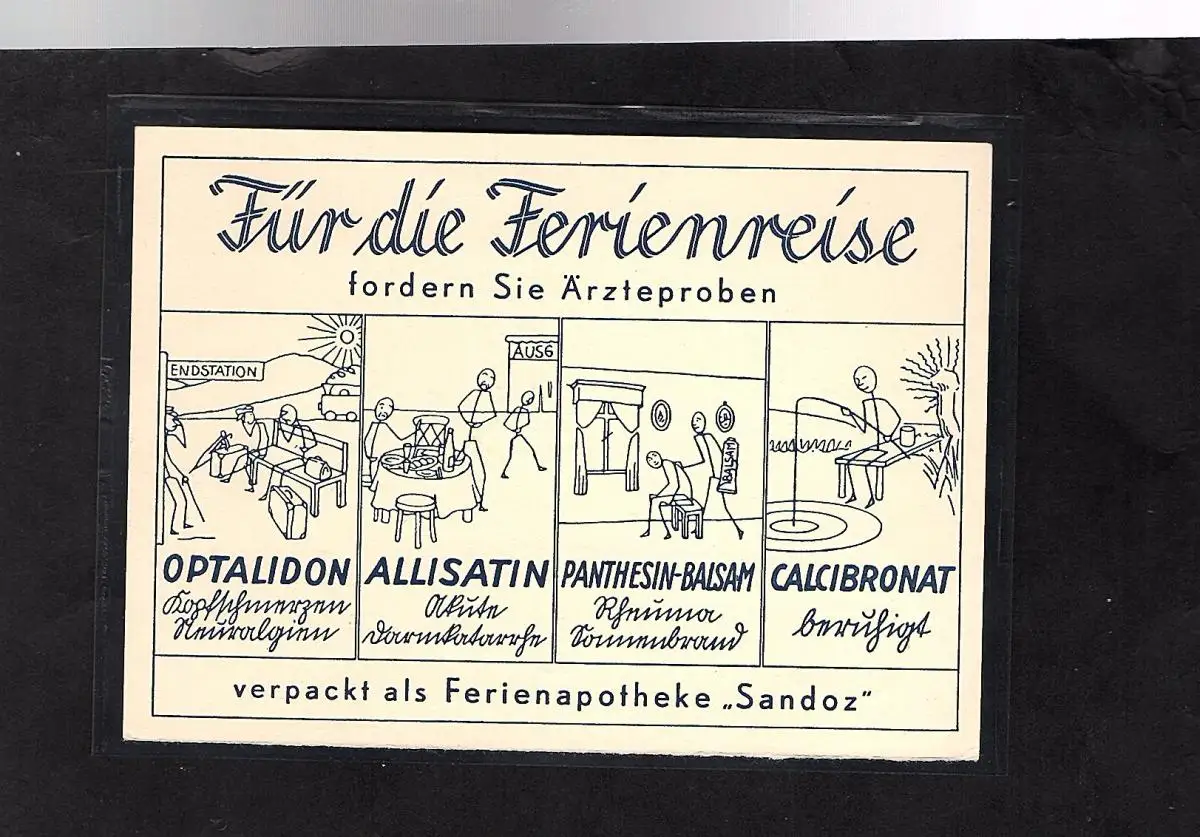 Für die Ferienreise
fordern Sie Ärzteproben
ENDSTATION
AUSG
BALSAM
OPTALIDON
Kopfschmerzen
Neuralgien
ALLISATIN
Akute
Darmkatarrhe
PANTHESIN-BALSAM
Rheuma
Sonnenbrand
CALCIBRONAT
beruhigt
verpackt als Ferienapotheke „Sandoz"